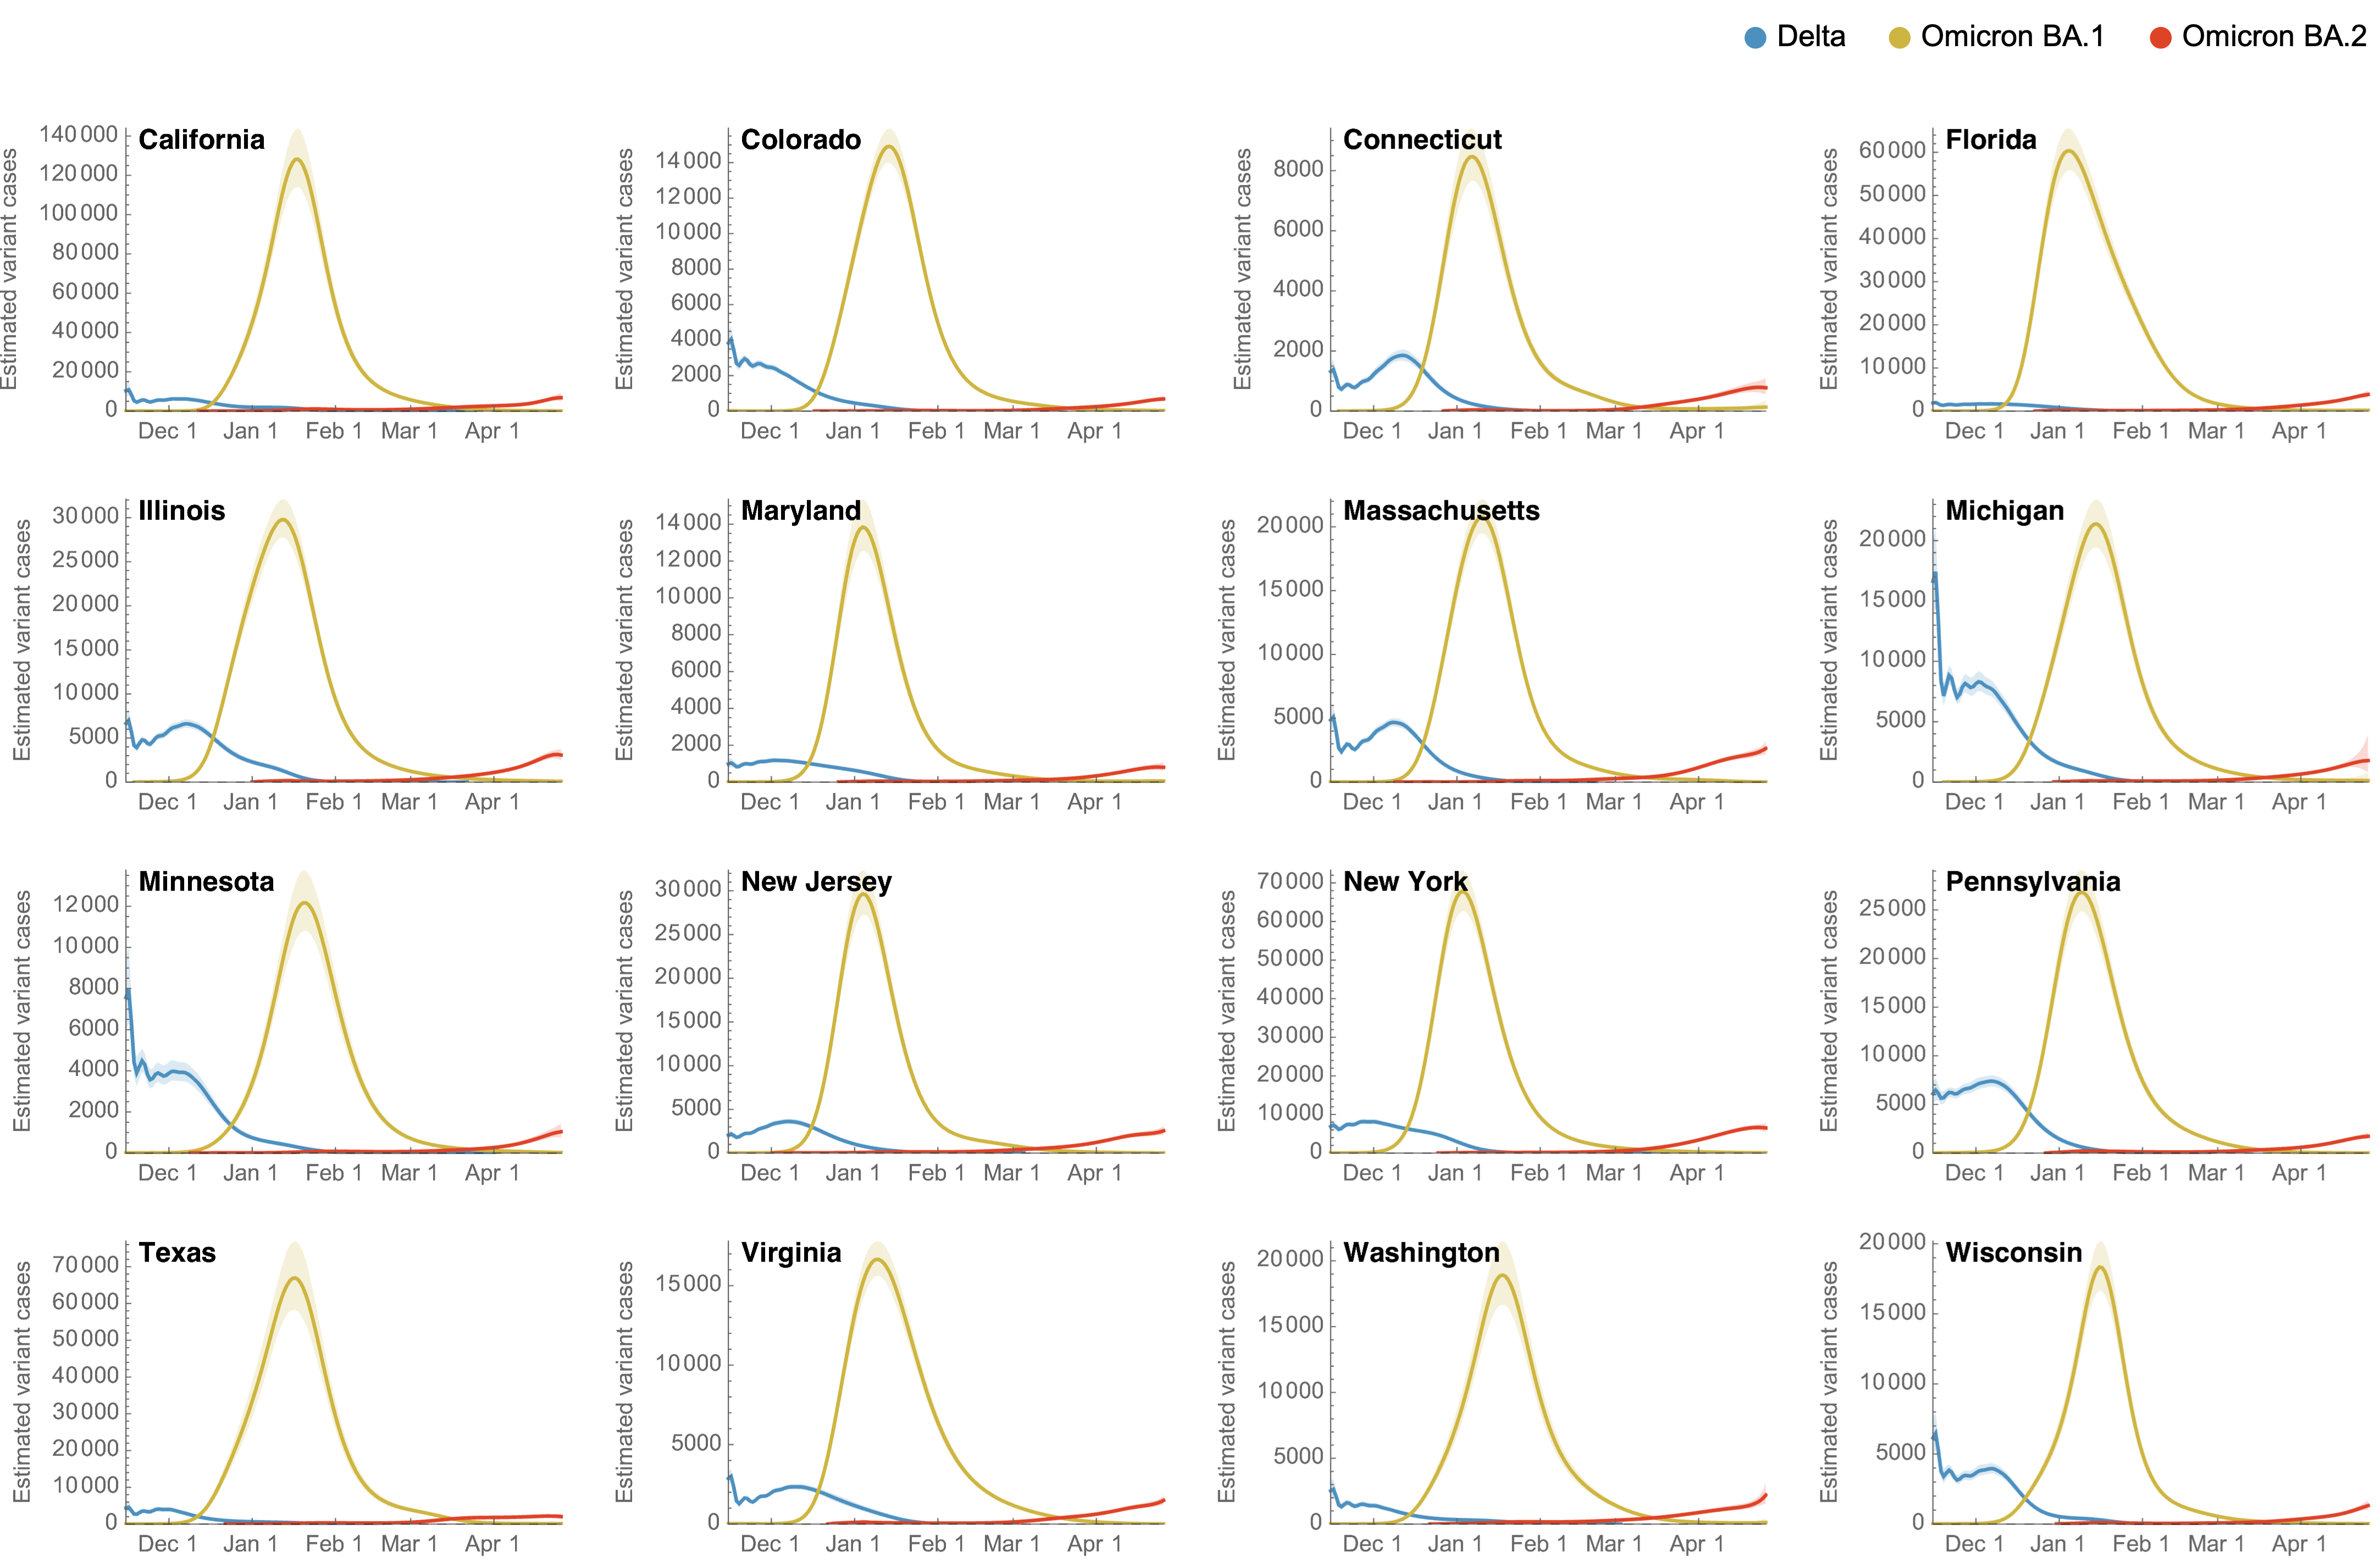 Delta Omicron BA.1 Omicron BA.2
California
Estimated variant cases
140 000
120 000
100 000
80 000
60 000
40 000
20 000
0
Dec 1 Jan 1 Feb 1 Mar 1 Apr 1
Colorado
Estimated variant cases
14 000
12 000
10 000
8000
6000
4000
2000
0
Dec 1 Jan 1 Feb 1 Mar 1 Apr 1
Connecticut
Estimated variant cases
8000
6000
4000
2000
0
Dec 1 Jan 1 Feb 1 Mar 1 Apr 1
Florida
Estimated variant cases
60 000
50 000
40 000
30 000
20 000
10 000
0
Dec 1 Jan 1 Feb 1 Mar 1 Apr 1
Illinois
Estimated variant cases
30 000
25 000
20 000
15 000
10 000
5000
0
Dec 1 Jan 1 Feb 1 Mar 1 Apr 1
Maryland
Estimated variant cases
14 000
12 000
10 000
8000
6000
4000
2000
0
Dec 1 Jan 1 Feb 1 Mar 1 Apr 1
Massachusetts
Estimated variant cases
20 000
15 000
10 000
5000
0
Dec 1 Jan 1 Feb 1 Mar 1 Apr 1
Michigan
Estimated variant cases
20 000
15 000
10 000
5000
0
Dec 1 Jan 1 Feb 1 Mar 1 Apr 1
Minnesota
Estimated variant cases
12 000
10 000
8000
6000
4000
2000
0
Dec 1 Jan 1 Feb 1 Mar 1 Apr 1
New Jersey
Estimated variant cases
30 000
25 000
20 000
15 000
10 000
5000
0
Dec 1 Jan 1 Feb 1 Mar 1 Apr 1
New York
Estimated variant cases
70 000
60 000
50 000
40 000
30 000
20 000
10 000
0
Dec 1 Jan 1 Feb 1 Mar 1 Apr 1
Pennsylvania
Estimated variant cases
25 000
20 000
15 000
10 000
5000
0
Dec 1 Jan 1 Feb 1 Mar 1 Apr 1
Texas
Estimated variant cases
70 000
60 000
50 000
40 000
30 000
20 000
10 000
0
Dec 1 Jan 1 Feb 1 Mar 1 Apr 1
Virginia
Estimated variant cases
15 000
10 000
5000
0
Dec 1 Jan 1 Feb 1 Mar 1 Apr 1
Washington
Estimated variant cases
20 000
15 000
10 000
5000
0
Dec 1 Jan 1 Feb 1 Mar 1 Apr 1
Wisconsin
Estimated variant cases
20 000
15 000
10 000
5000
0
Dec 1 Jan 1 Feb 1 Mar 1 Apr 1